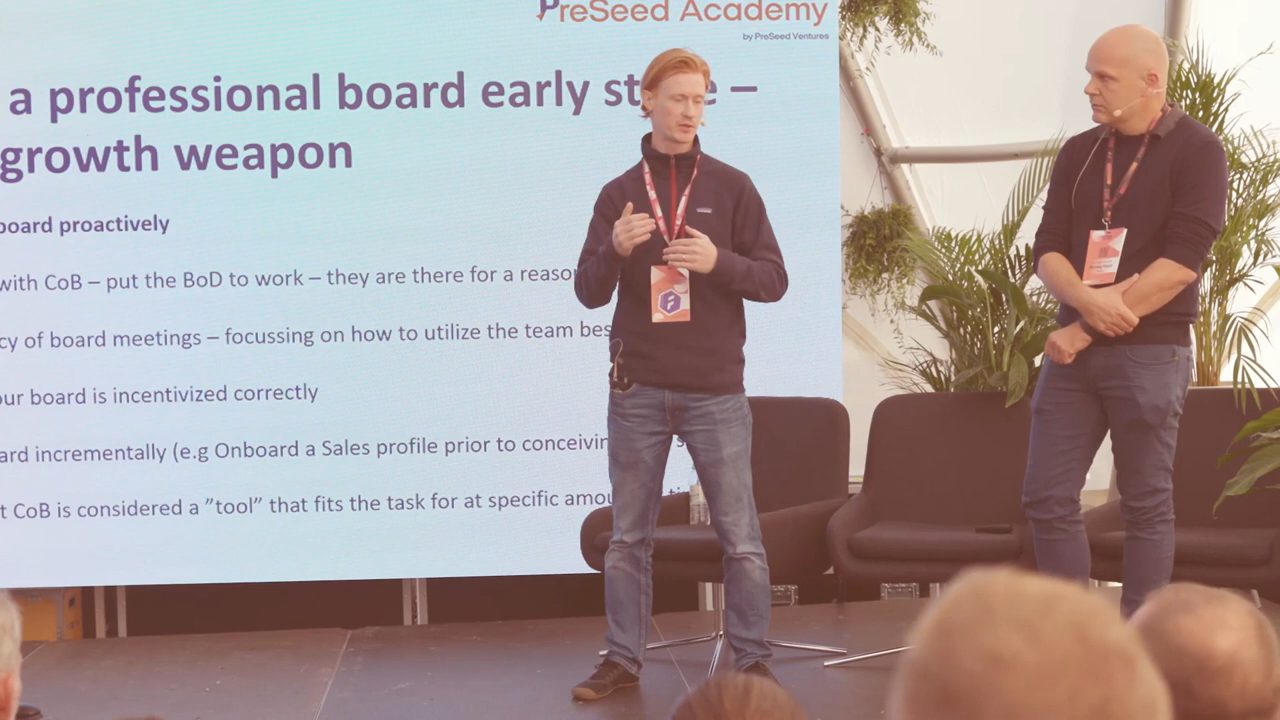 PreSeed Academy
by PreSeed Ventures
a professional board early
growth weapon
board proactively
with CoB – put the BoD to work – they are there for a reason
cy of board meetings – focussing on how to utilize the team bes
our board is incentivized correctly
ard incrementally (e.g Onboard a Sales profile prior to conceivin
t CoB is considered a ”tool” that fits the task for at specific amou